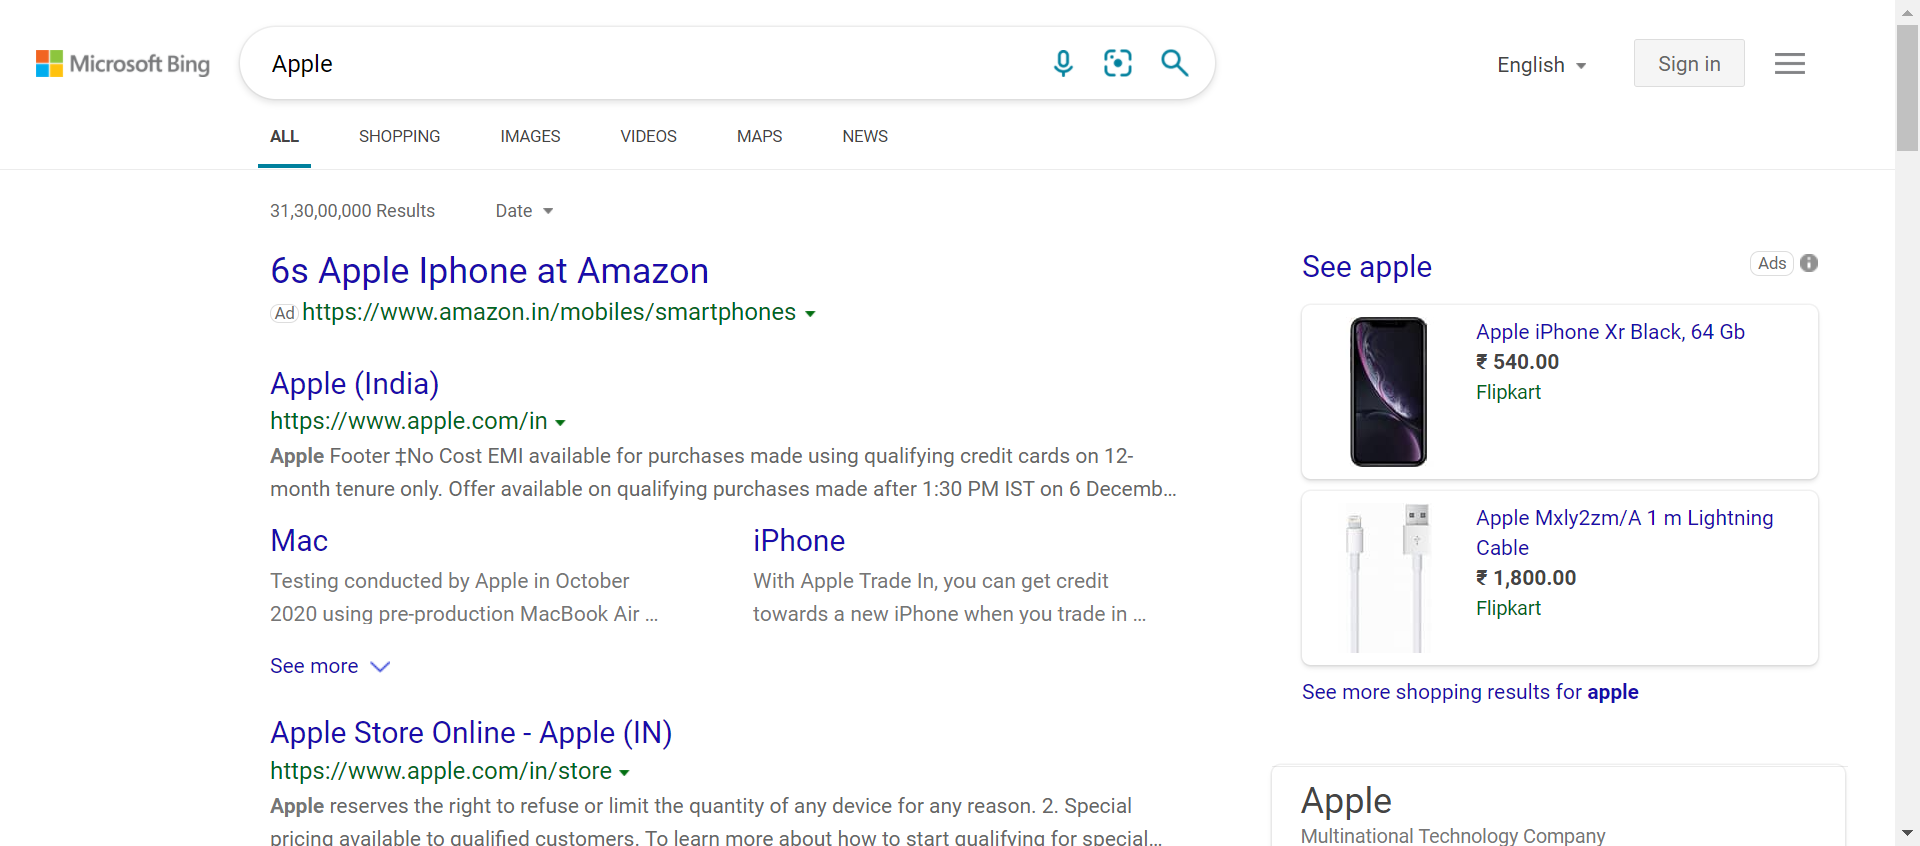 Microsoft Bing
Apple
English
Sign in
ALL
SHOPPING
IMAGES
VIDEOS
MAPS
NEWS
31,30,00,000 Results
Date
6s Apple Iphone at Amazon
Ad https://www.amazon.in/mobiles/smartphones
Apple (India)
https://www.apple.com/in
Apple Footer ‡No Cost EMI available for purchases made using qualifying credit cards on 12-
month tenure only. Offer available on qualifying purchases made after 1:30 PM IST on 6 Decemb...
Mac
Testing conducted by Apple in October
2020 using pre-production MacBook Air ...
iPhone
With Apple Trade In, you can get credit
towards a new iPhone when you trade in ...
See more
Apple Store Online - Apple (IN)
https://www.apple.com/in/store
Apple reserves the right to refuse or limit the quantity of any device for any reason. 2. Special
pricing available to qualified customers. To learn more about how to start qualifying for special...
See apple
Ads
Apple iPhone Xr Black, 64 Gb
₹ 540.00
Flipkart
Apple Mxly2zm/A 1 m Lightning
Cable
₹ 1,800.00
Flipkart
See more shopping results for apple
Apple
Multinational Technology Company